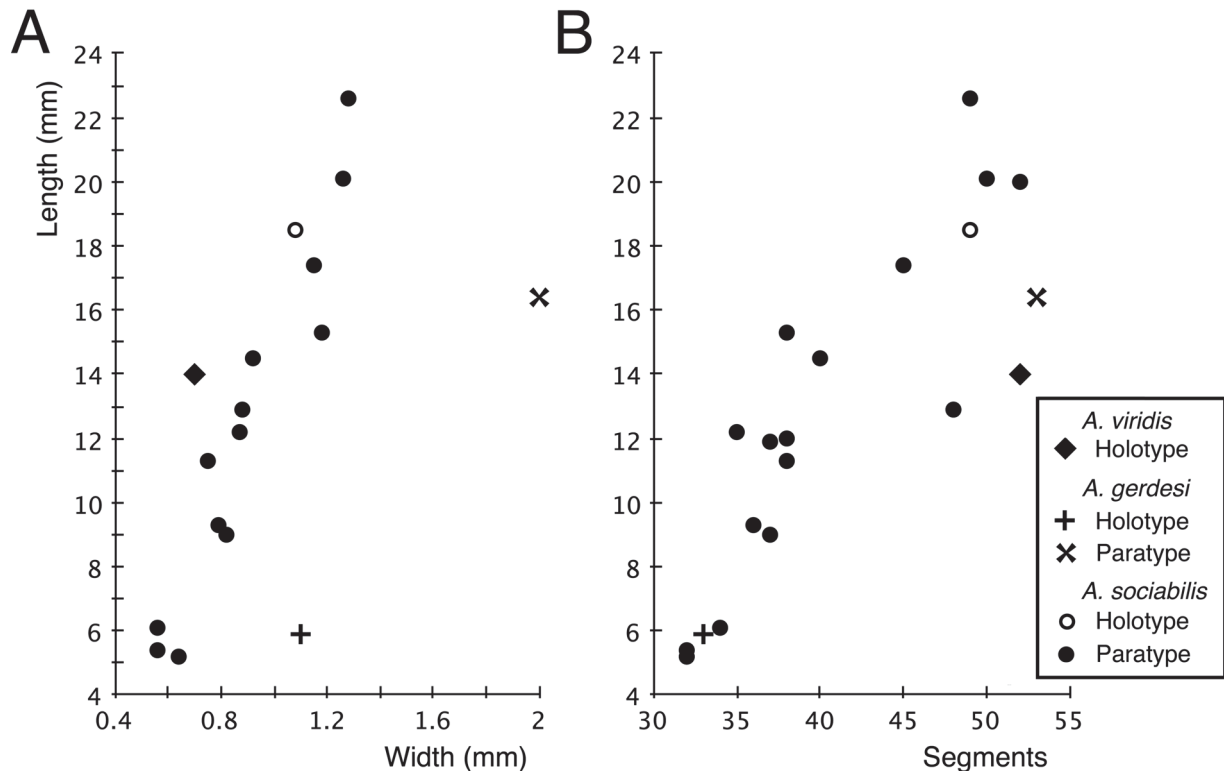 A
24
22
20
18
16
14
12
10
8
6
4
Length (mm)
0.4 0.8 1.2 1.6 2
Width (mm)
B
24
22
20
18
16
14
12
10
8
6
4
30 35 40 45 50 55
Segments
A. viridis
Holotype
A. gerdesi
Holotype
Paratype
A. sociabilis
Holotype
Paratype